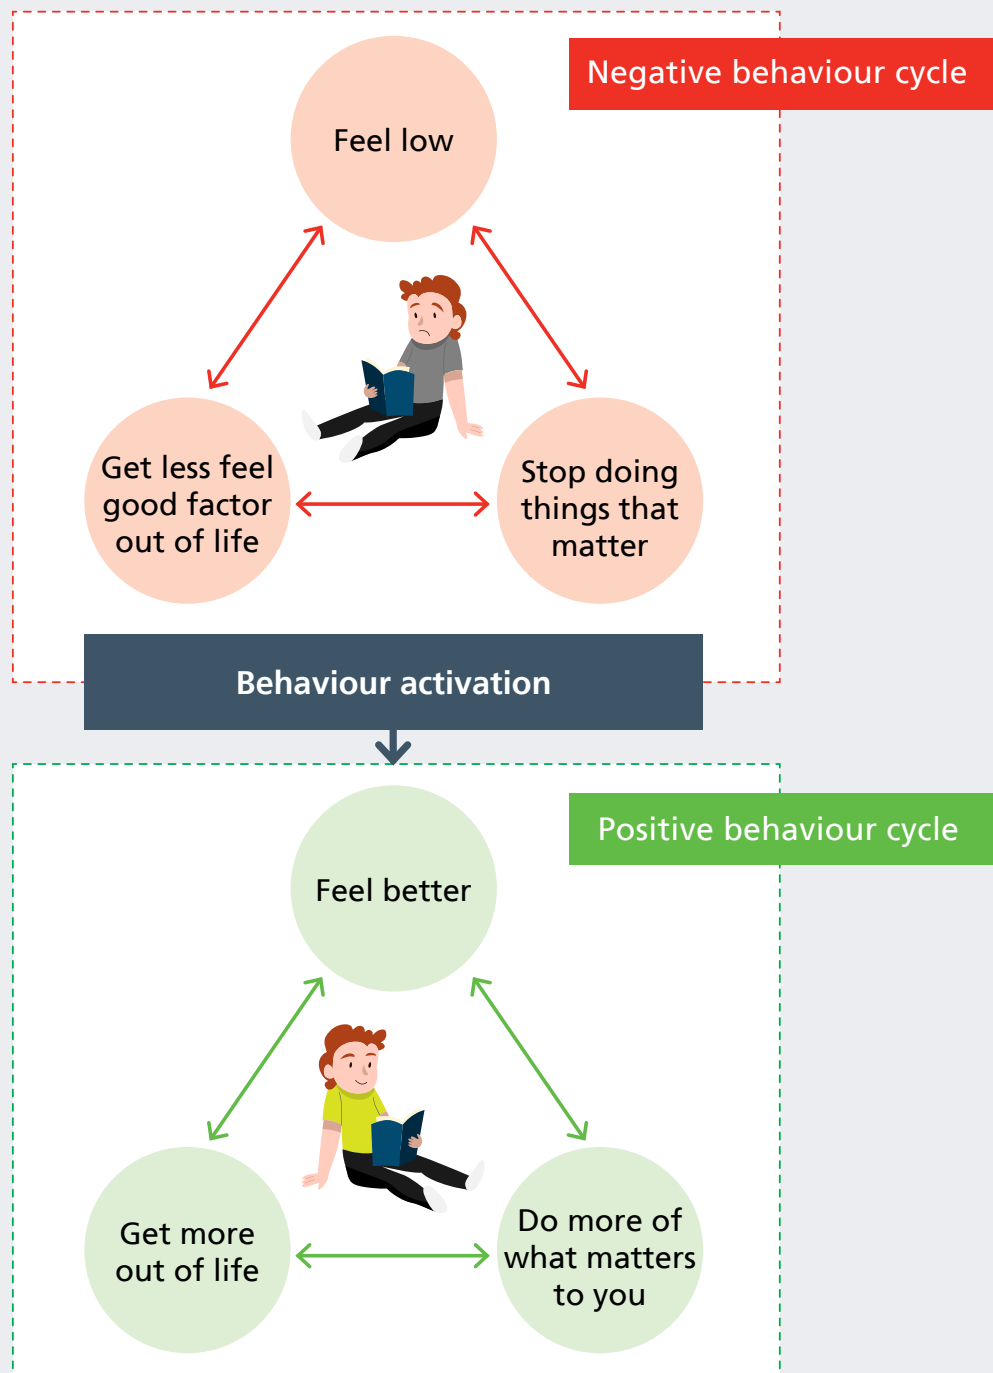 Negative behaviour cycle
Feel low
Get less feel
good factor
out of life
Stop doing
things that
matter
Behaviour activation
Positive behaviour cycle
Feel better
Get more
out of life
Do more of
what matters
to you